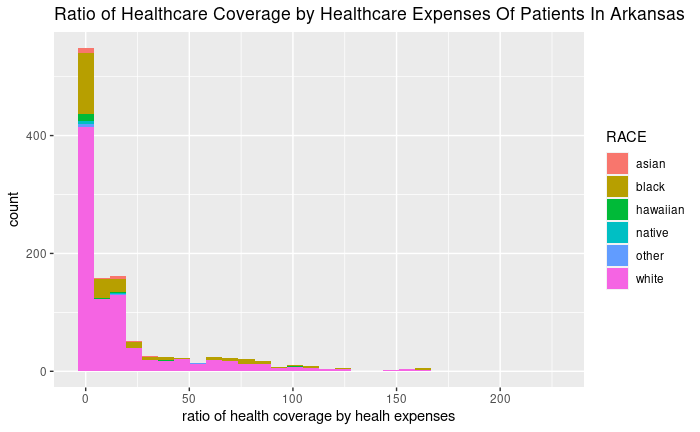 Ratio of Healthcare Coverage by Healthcare Expenses Of Patients In Arkansas
count
400
200
0
0
50
100
150
200
ratio of health coverage by healh expenses
RACE
asian
black
hawaiian
native
other
white